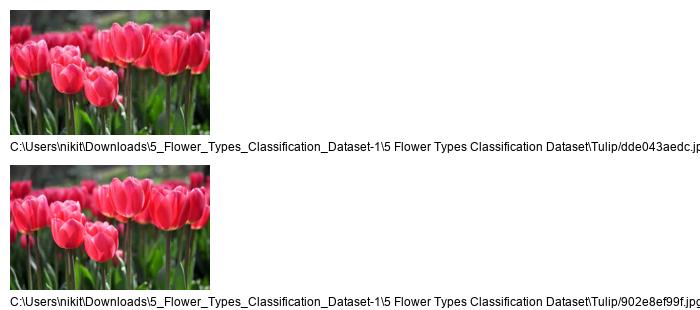 C:\Users\nikit\Downloads\5_Flower_Types_Classification_Dataset-1\5 Flower Types Classification Dataset\Tulip/dde043aedc.jp
C:\Users\nikit\Downloads\5_Flower_Types_Classification_Dataset-1\5 Flower Types Classification Dataset\Tulip/902e8ef99f.jpg